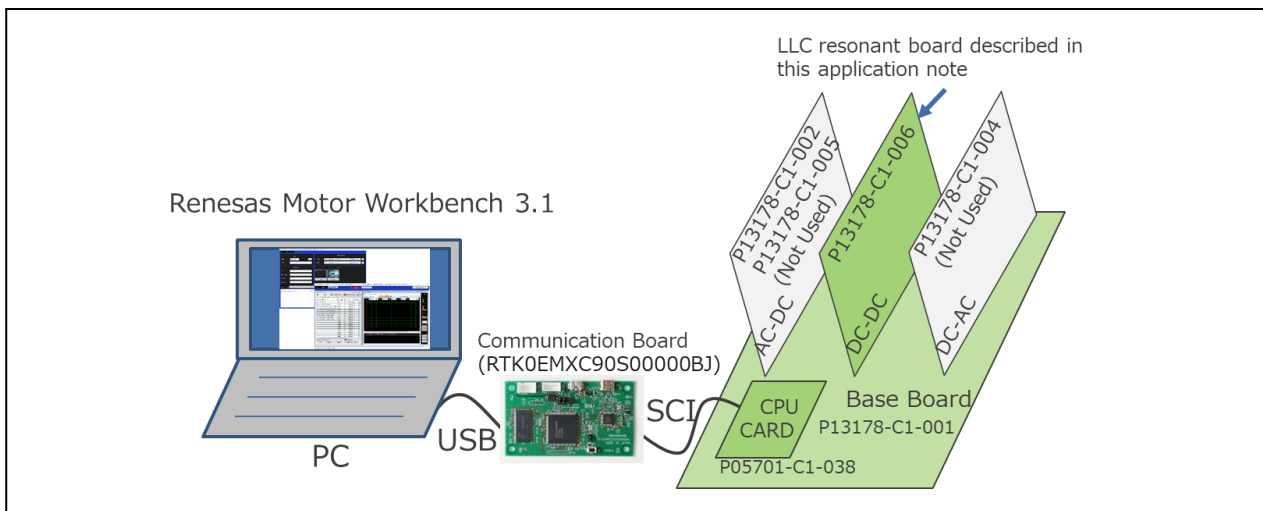 LLC resonant board described in
this application note
Renesas Motor Workbench 3.1
Communication Board
(RTK0EMXC90S00000BJ)
PC
USB
SCI
P13178-C1-002
P13178-C1-005
(Not Used)
AC-DC
P13178-C1-006
DC-DC
P13178-C1-004
(Not Used)
DC-AC
CPU
CARD
P05701-C1-038
Base Board
P13178-C1-001